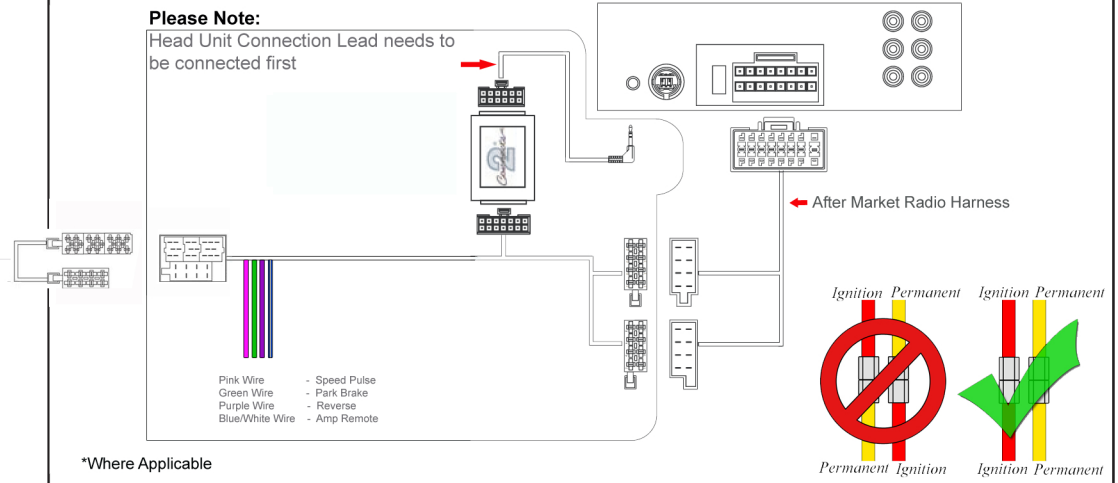 Please Note:
Head Unit Connection Lead needs to
be connected first
After Market Radio Harness
Ignition Permanent Ignition Permanent
Pink Wire - Speed Pulse
Green Wire - Park Brake
Purple Wire - Reverse
Blue/White Wire - Amp Remote
*Where Applicable
Permanent Ignition Ignition Permanent